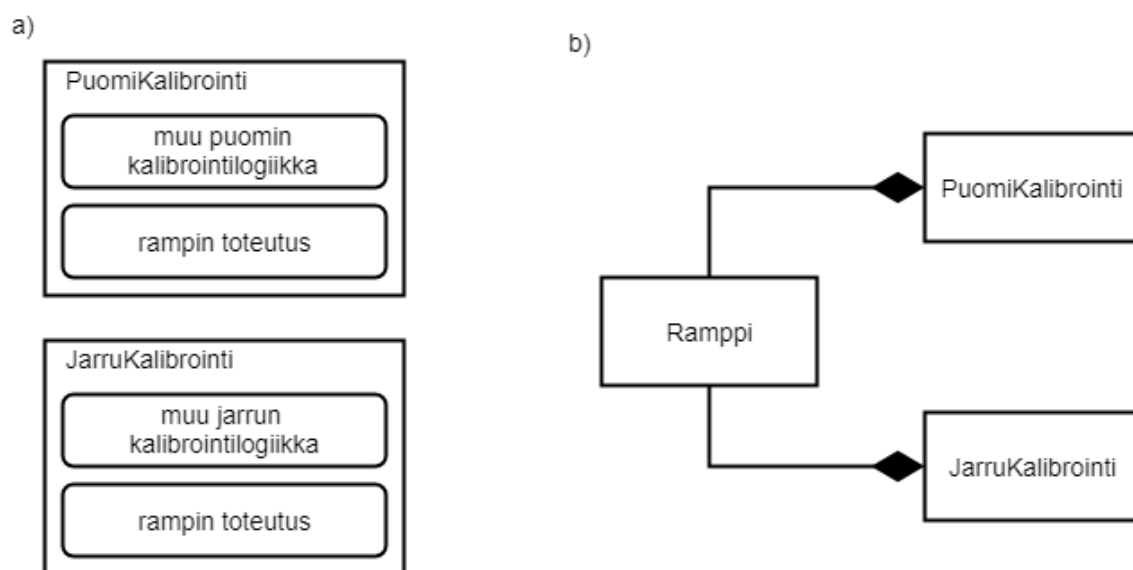 a)
PuomiKalibrointi
muu puomin
kalibrointilogiikka
rampin toteutus
JarruKalibrointi
muu jarrun
kalibrointilogiikka
rampin toteutus
b)
PuomiKalibrointi
Ramppi
JarruKalibrointi